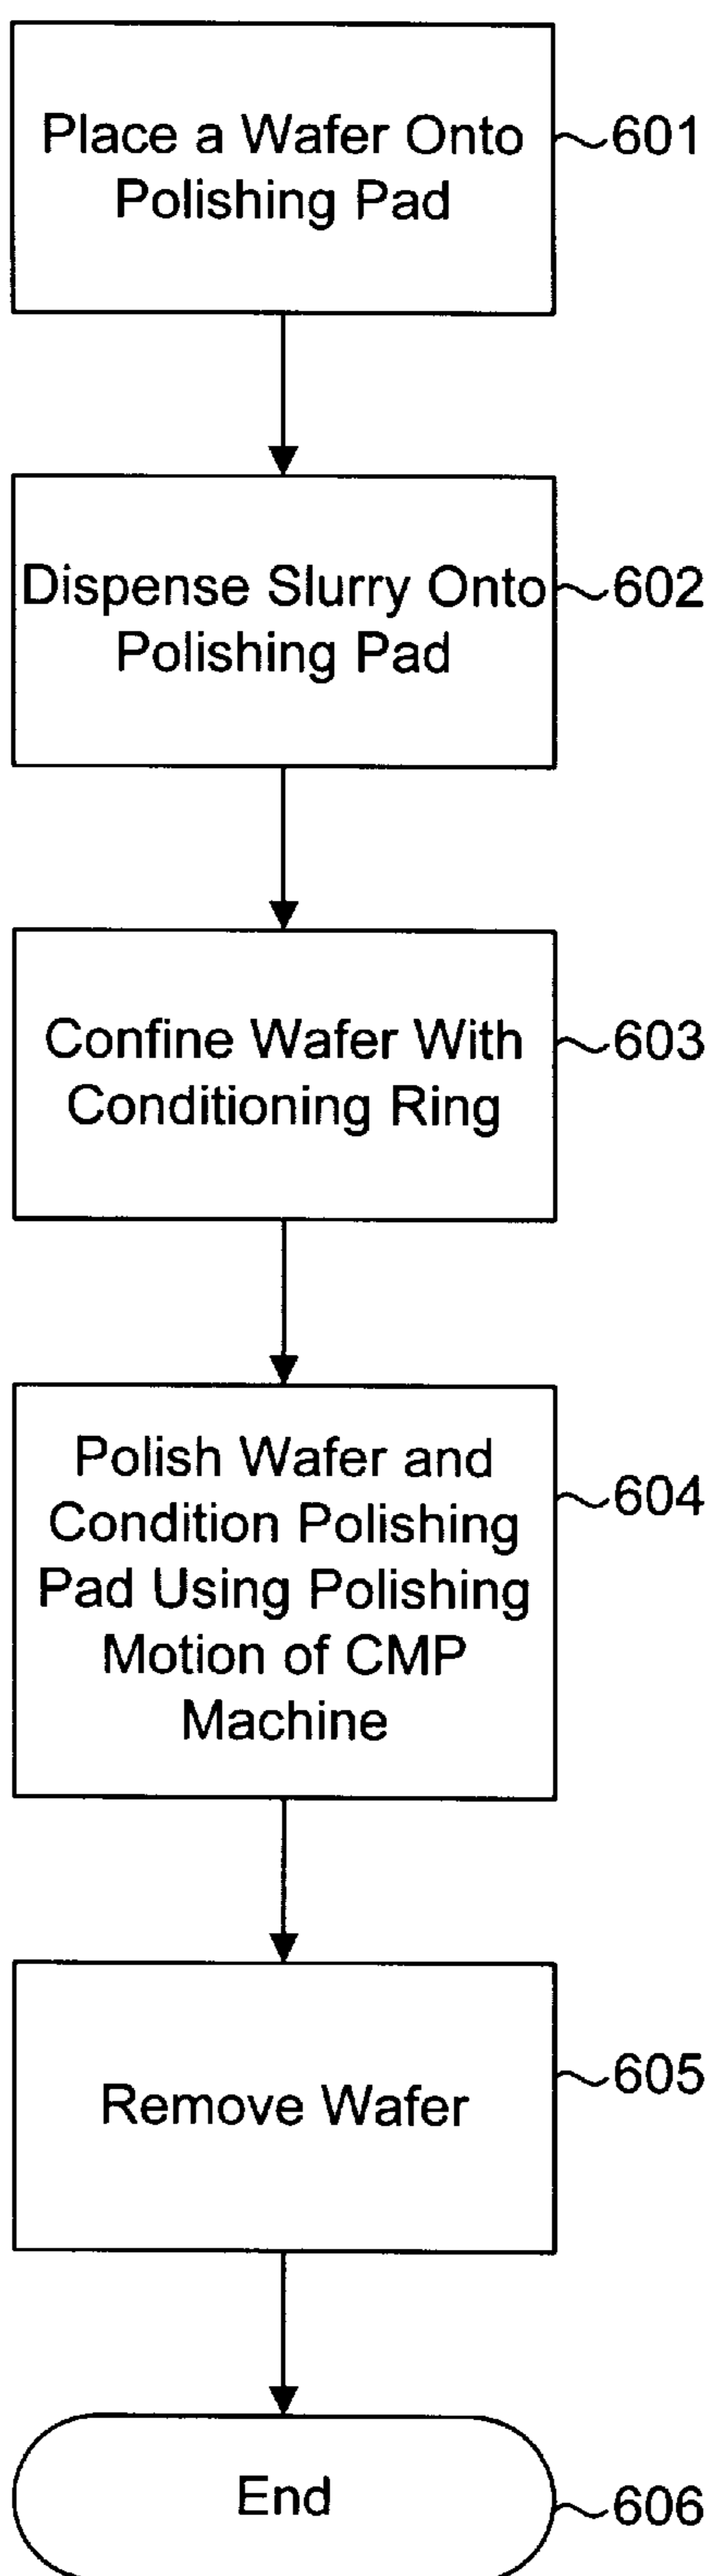 Place a Wafer Onto
Polishing Pad
601
Dispense Slurry Onto
Polishing Pad
602
Confine Wafer With
Conditioning Ring
603
Polish Wafer and
Condition Polishing
Pad Using Polishing
Motion of CMP
Machine
604
Remove Wafer
605
End
606